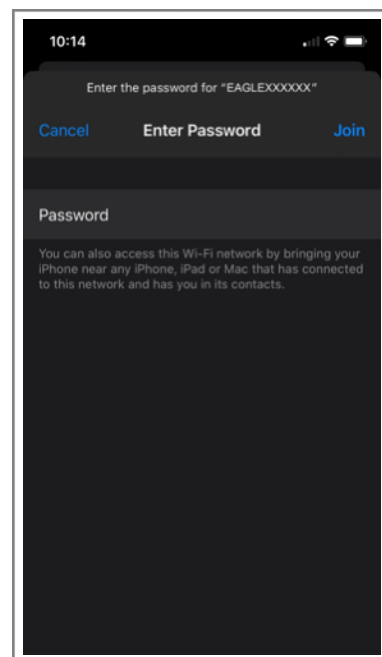 10:14
Enter the password for “EAGLEXXXXXX”
Cancel Enter Password Join
Password
You can also access this Wi-Fi network by bringing your
iPhone near any iPhone, iPad or Mac that has connected
to this network and has you in its contacts.